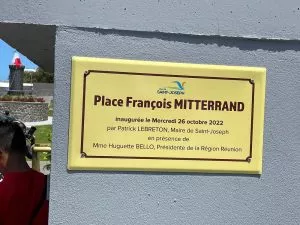 SAINT-JOSEPH
Place François MITTERRAND
inaugurée le Mercredi 26 octobre 2022
par Patrick LEBRETON, Maire de Saint-Joseph
en présence de
Mme Huguette BELLO, Présidente de la Région Réunion